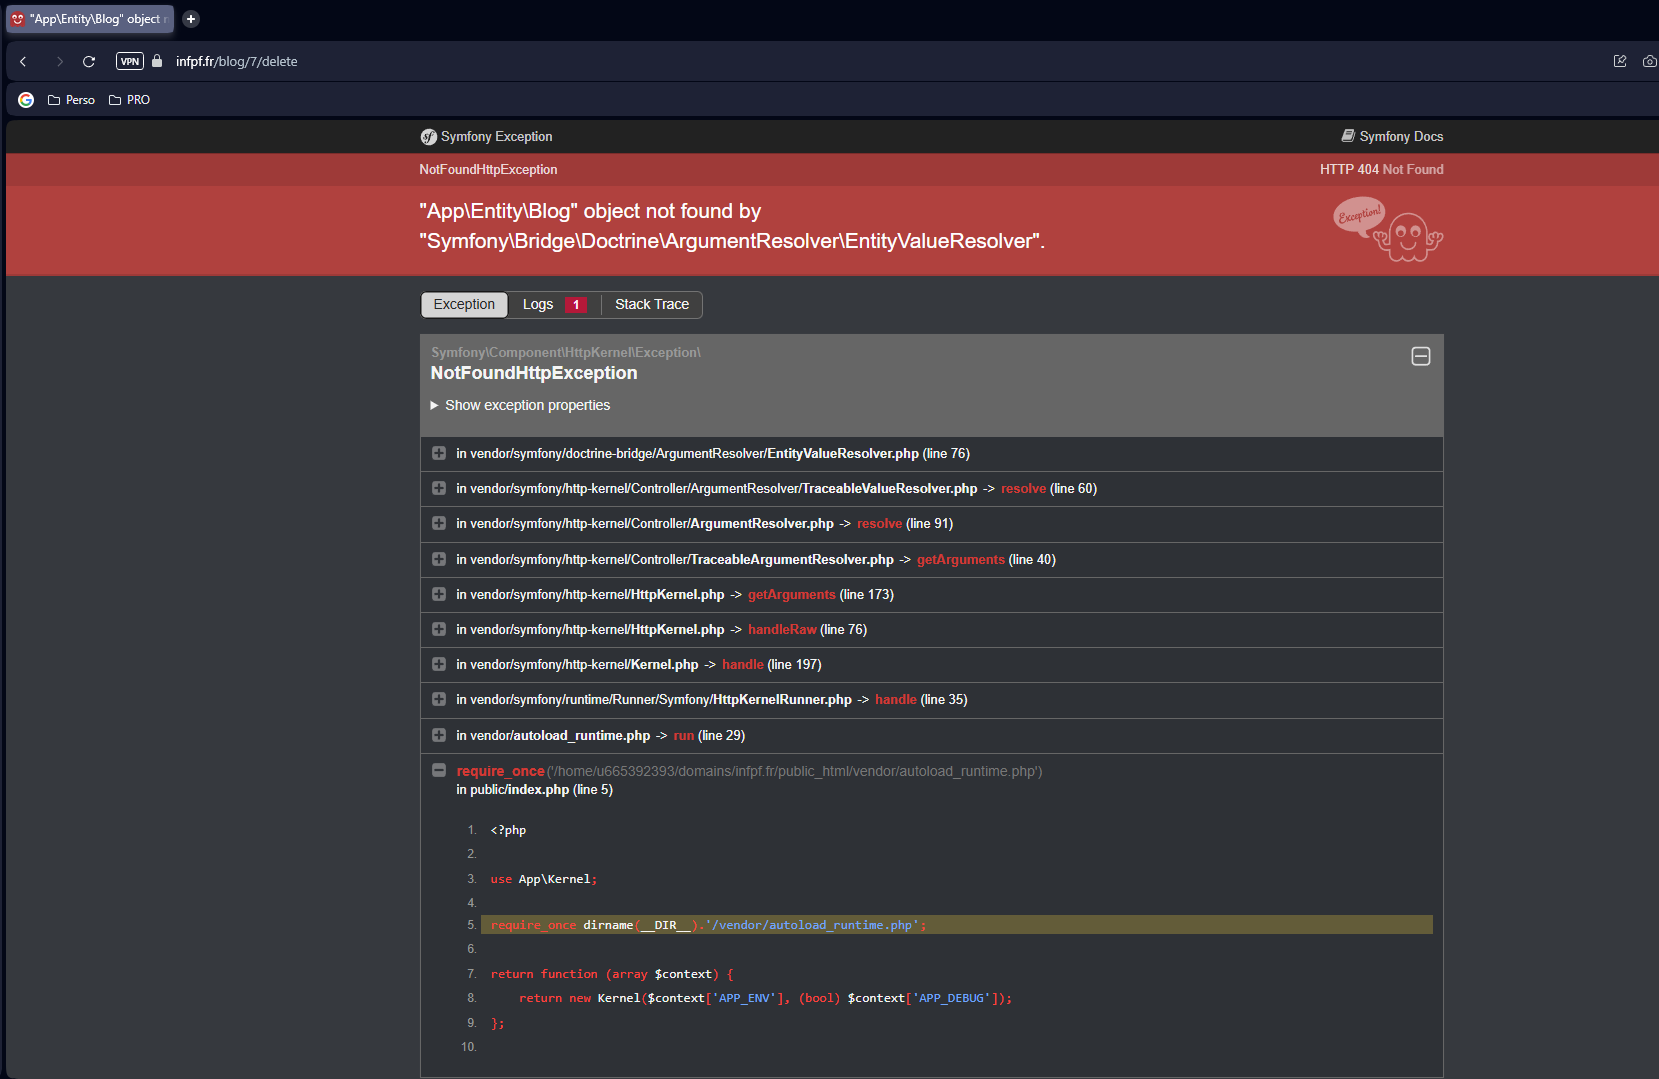 "App\Entity\Blog" object
VPN
infpf.fr/blog/7/delete
Perso
PRO
Symfony Exception
Symfony Docs
NotFoundHttpException
HTTP 404 Not Found
"App\Entity\Blog" object not found by
"Symfony\Bridge\Doctrine\ArgumentResolver\EntityValueResolver".
Exception!
Exception
Logs 1
Stack Trace
Symfony\Component\HttpKernel\Exception\
NotFoundHttpException
Show exception properties
in vendor/symfony/doctrine-bridge/ArgumentResolver/EntityValueResolver.php (line 76)
in vendor/symfony/http-kernel/Controller/ArgumentResolver/TraceableValueResolver.php -> resolve (line 60)
in vendor/symfony/http-kernel/Controller/ArgumentResolver.php -> resolve (line 91)
in vendor/symfony/http-kernel/Controller/TraceableArgumentResolver.php -> getArguments (line 40)
in vendor/symfony/http-kernel/HttpKernel.php -> getArguments (line 173)
in vendor/symfony/http-kernel/HttpKernel.php -> handleRaw (line 76)
in vendor/symfony/http-kernel/Kernel.php -> handle (line 197)
in vendor/symfony/runtime/Runner/Symfony/HttpKernelRunner.php -> handle (line 35)
in vendor/autoload_runtime.php -> run (line 29)
require_once('/home/u665392393/domains/infpf.fr/public_html/vendor/autoload_runtime.php')
in public/index.php (line 5)
1. <?php
2.
3. use App\Kernel;
4.
5. require_once dirname(__DIR__).'/vendor/autoload_runtime.php';
6.
7. return function (array $context) {
8. return new Kernel($context['APP_ENV'], (bool) $context['APP_DEBUG']);
9. };
10.